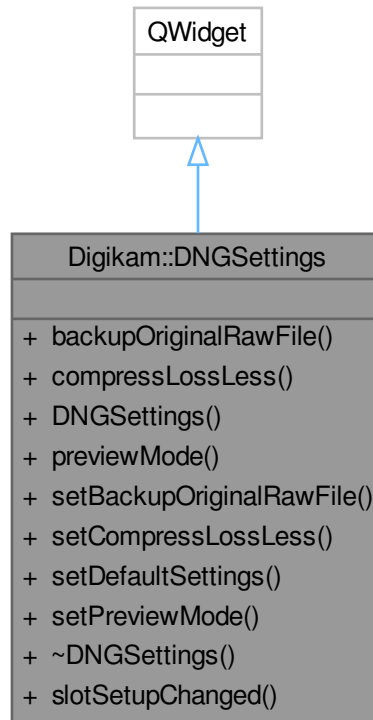 QWidget
Digikam::DNGSettings
+ backupOriginalRawFile()
+ compressLossLess()
+ DNGSettings()
+ previewMode()
+ setBackupOriginalRawFile()
+ setCompressLossLess()
+ setDefaultSettings()
+ setPreviewMode()
+ ~DNGSettings()
+ slotSetupChanged()